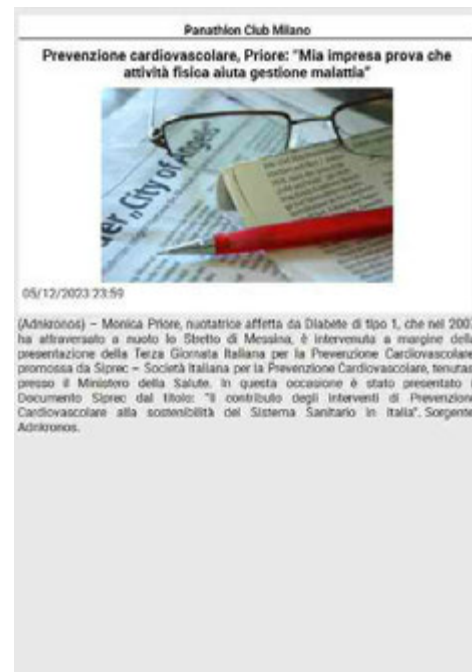 Panathlon Club Milano
Prevenzione cardiovascolare, Priore: "Mia impresa prova che
attività fisica aiuta gestione malattia"
der „City of Angels
05/12/2023 23:59
(Adnkronos) – Monica Priore, nuotatrice affetta da Diabete di tipo 1, che nel
ha attraversato a nuoto lo Stretto di Messina, è intervenuta a margine della
presentazione della Terza Giornata Italiana per la Prevenzione Cardiovascolare
promossa da Siprec – Società Italiana per la Prevenzione Cardiovascolare, tenutas
presso il Ministero della Salute. In questa occasione è stato presentato
Documento Siprec dal titolo: "Il contributo degli interventi di Prevenzione
Cardiovascolare alla sostenibilità del Sistema Sanitario in Italia". Sorgente
Adnkronos.